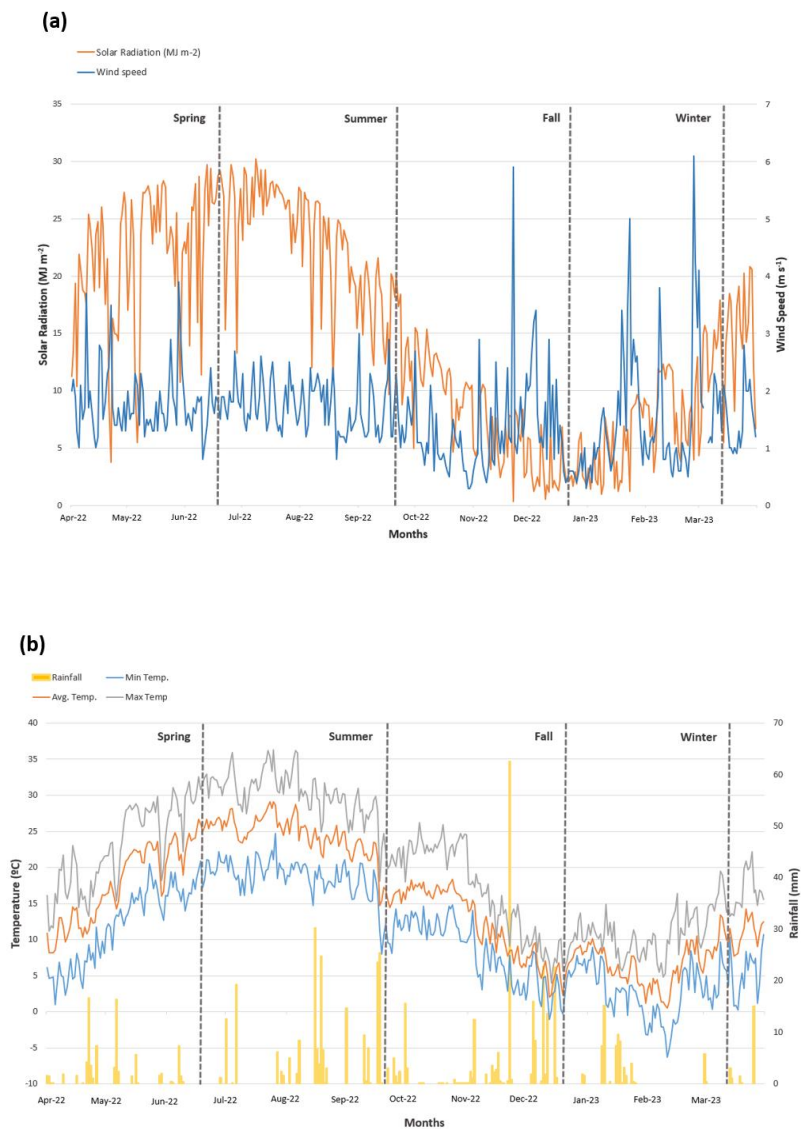 (a)
Solar Radiation (MJ m-2)
Wind speed
35
30
25
20
15
10
5
0
Solar Radiation (MJ m⁻²)
7
6
5
4
3
2
1
0
Wind Speed (m s⁻¹)
Spring
Summer
Fall
Winter
Apr-22 May-22 Jun-22 Jul-22 Aug-22 Sep-22 Oct-22 Nov-22 Dec-22 Jan-23 Feb-23 Mar-23
Months
(b)
Rainfall Min Temp.
Avg. Temp. Max Temp
40
35
30
25
20
15
10
5
0
-5
-10
Temperature (ºC)
70
60
50
40
30
20
10
0
Rainfall (mm)
Spring
Summer
Fall
Winter
Apr-22 May-22 Jun-22 Jul-22 Aug-22 Sep-22 Oct-22 Nov-22 Dec-22 Jan-23 Feb-23 Mar-23
Months